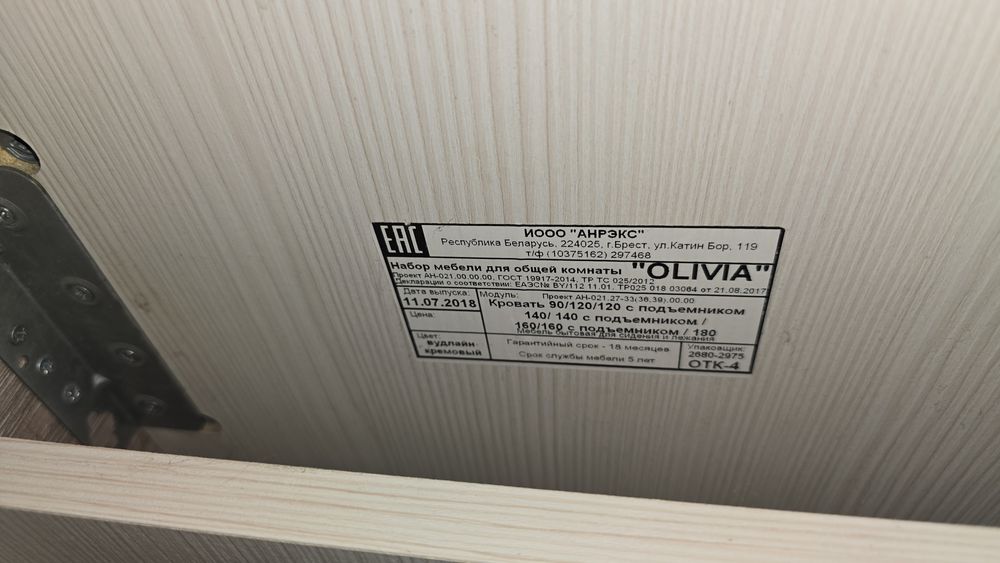 EAC
ИООО "АНРЭКС"
Республика Беларусь, 224025, г.Брест, ул.Катин Бор, 119
т/ф (10375162) 297468
Набор мебели для общей комнаты "OLIVIA"
Проект АН-021.00.00.00, ГОСТ 19917-2014, ТР ТС 025/2012
Декларации о соответствии: ЕАЭС№ BY/112 11.01. ТР025 018 03084 от 21.08.2017
Дата выпуска:
11.07.2018
Цена:
Цвет:
вудлайн-
кремовый
Модуль: Проект АН-021.27-33(38,39).00.00
Кровать 90/120/120 с подъемником
140/ 140 с подъемником /
160/160 с подъемником / 180
Мебель бытовая для сидения и лежания
Гарантийный срок - 18 месяцев
Срок службы мебели 5 лет
Упаковщик:
2680-2975
ОТК-4